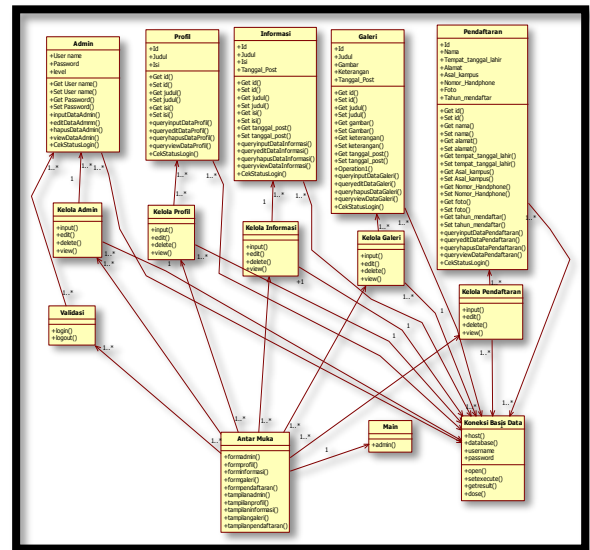 Admin
+User name
+Password
+level
+Get User name()
+Set User name()
+Get Password()
+Set Password()
+inputDataAdmin()
+editDataAdmin()
+hapusDataAdmin()
+viewDataAdmin()
+CekStatusLogin()
Profil
+Id
+Judul
+Isi
+Get id()
+Set id()
+Get judul()
+Set judul()
+Get isi()
+Set isi()
+queryinputDataProfil()
+queryeditDataProfil()
+queryhapusDataProfil()
+queryviewDataProfil()
+CekStatusLogin()
Informasi
+Id
+Judul
+Isi
+Tanggal_Post
+Get id()
+Set id()
+Get judul()
+Set judul()
+Get isi()
+Set isi()
+Get tanggal_post()
+Set tanggal_post()
+queryinputDataInformasi()
+queryeditDataInformasi()
+queryhapusDataInformasi()
+queryviewDataInformasi()
+CekStatusLogin()
Galeri
+Id
+Judul
+Gambar
+Keterangan
+Tanggal_Post
+Get id()
+Set id()
+Get judul()
+Set judul()
+Get gambar()
+Set Gambar()
+Get keterangan()
+Set keterangan()
+Get tanggal_post()
+Set tanggal_post()
+Operation1()
+queryinputDataGaleri()
+queryeditDataGaleri()
+queryhapusDataGaleri()
+queryviewDataGaleri()
+CekStatusLogin()
Pendaftaran
+Id
+Nama
+Tempat_tanggal_lahir
+Alamat
+Asal_kampus
+Nomor_Handphone
+Foto
+Tahun_mendaftar
+Get id()
+Set id()
+Get nama()
+Set nama()
+Get alamat()
+Set alamat()
+Get tempat_tanggal_lahir()
+Set tempat_tanggal_lahir()
+Get Asal_kampus()
+Set Asal_kampus()
+Get Nomor_Handphone()
+Set Nomor_Handphone()
+Get foto()
+Set foto()
+Get tahun_mendaftar()
+Set tahun_mendaftar()
+queryinputDataPendaftaran()
+queryeditDataPendaftaran()
+queryhapusDataPendaftaran()
+queryviewDataPendaftaran()
+CekStatusLogin()
Kelola Admin
+input()
+edit()
+delete()
+view()
Kelola Profil
+input()
+edit()
+delete()
+view()
Kelola Informasi
+input()
+edit()
+delete()
+view()
Kelola Galeri
+input()
+edit()
+delete()
+view()
Kelola Pendaftaran
+input()
+edit()
+delete()
+view()
Validasi
+login()
+logout()
Antar Muka
+formadmin()
+formprofil()
+forminformasi()
+formgaleri()
+formpendaftaran()
+tampilanadmin()
+tampilanprofil()
+tampilaninformasi()
+tampilangaleri()
+tampilanpendaftaran()
Main
+admin()
Koneksi Basis Data
+host()
+database()
+username
+password
+open()
+setexecute()
+getresult()
+dose()